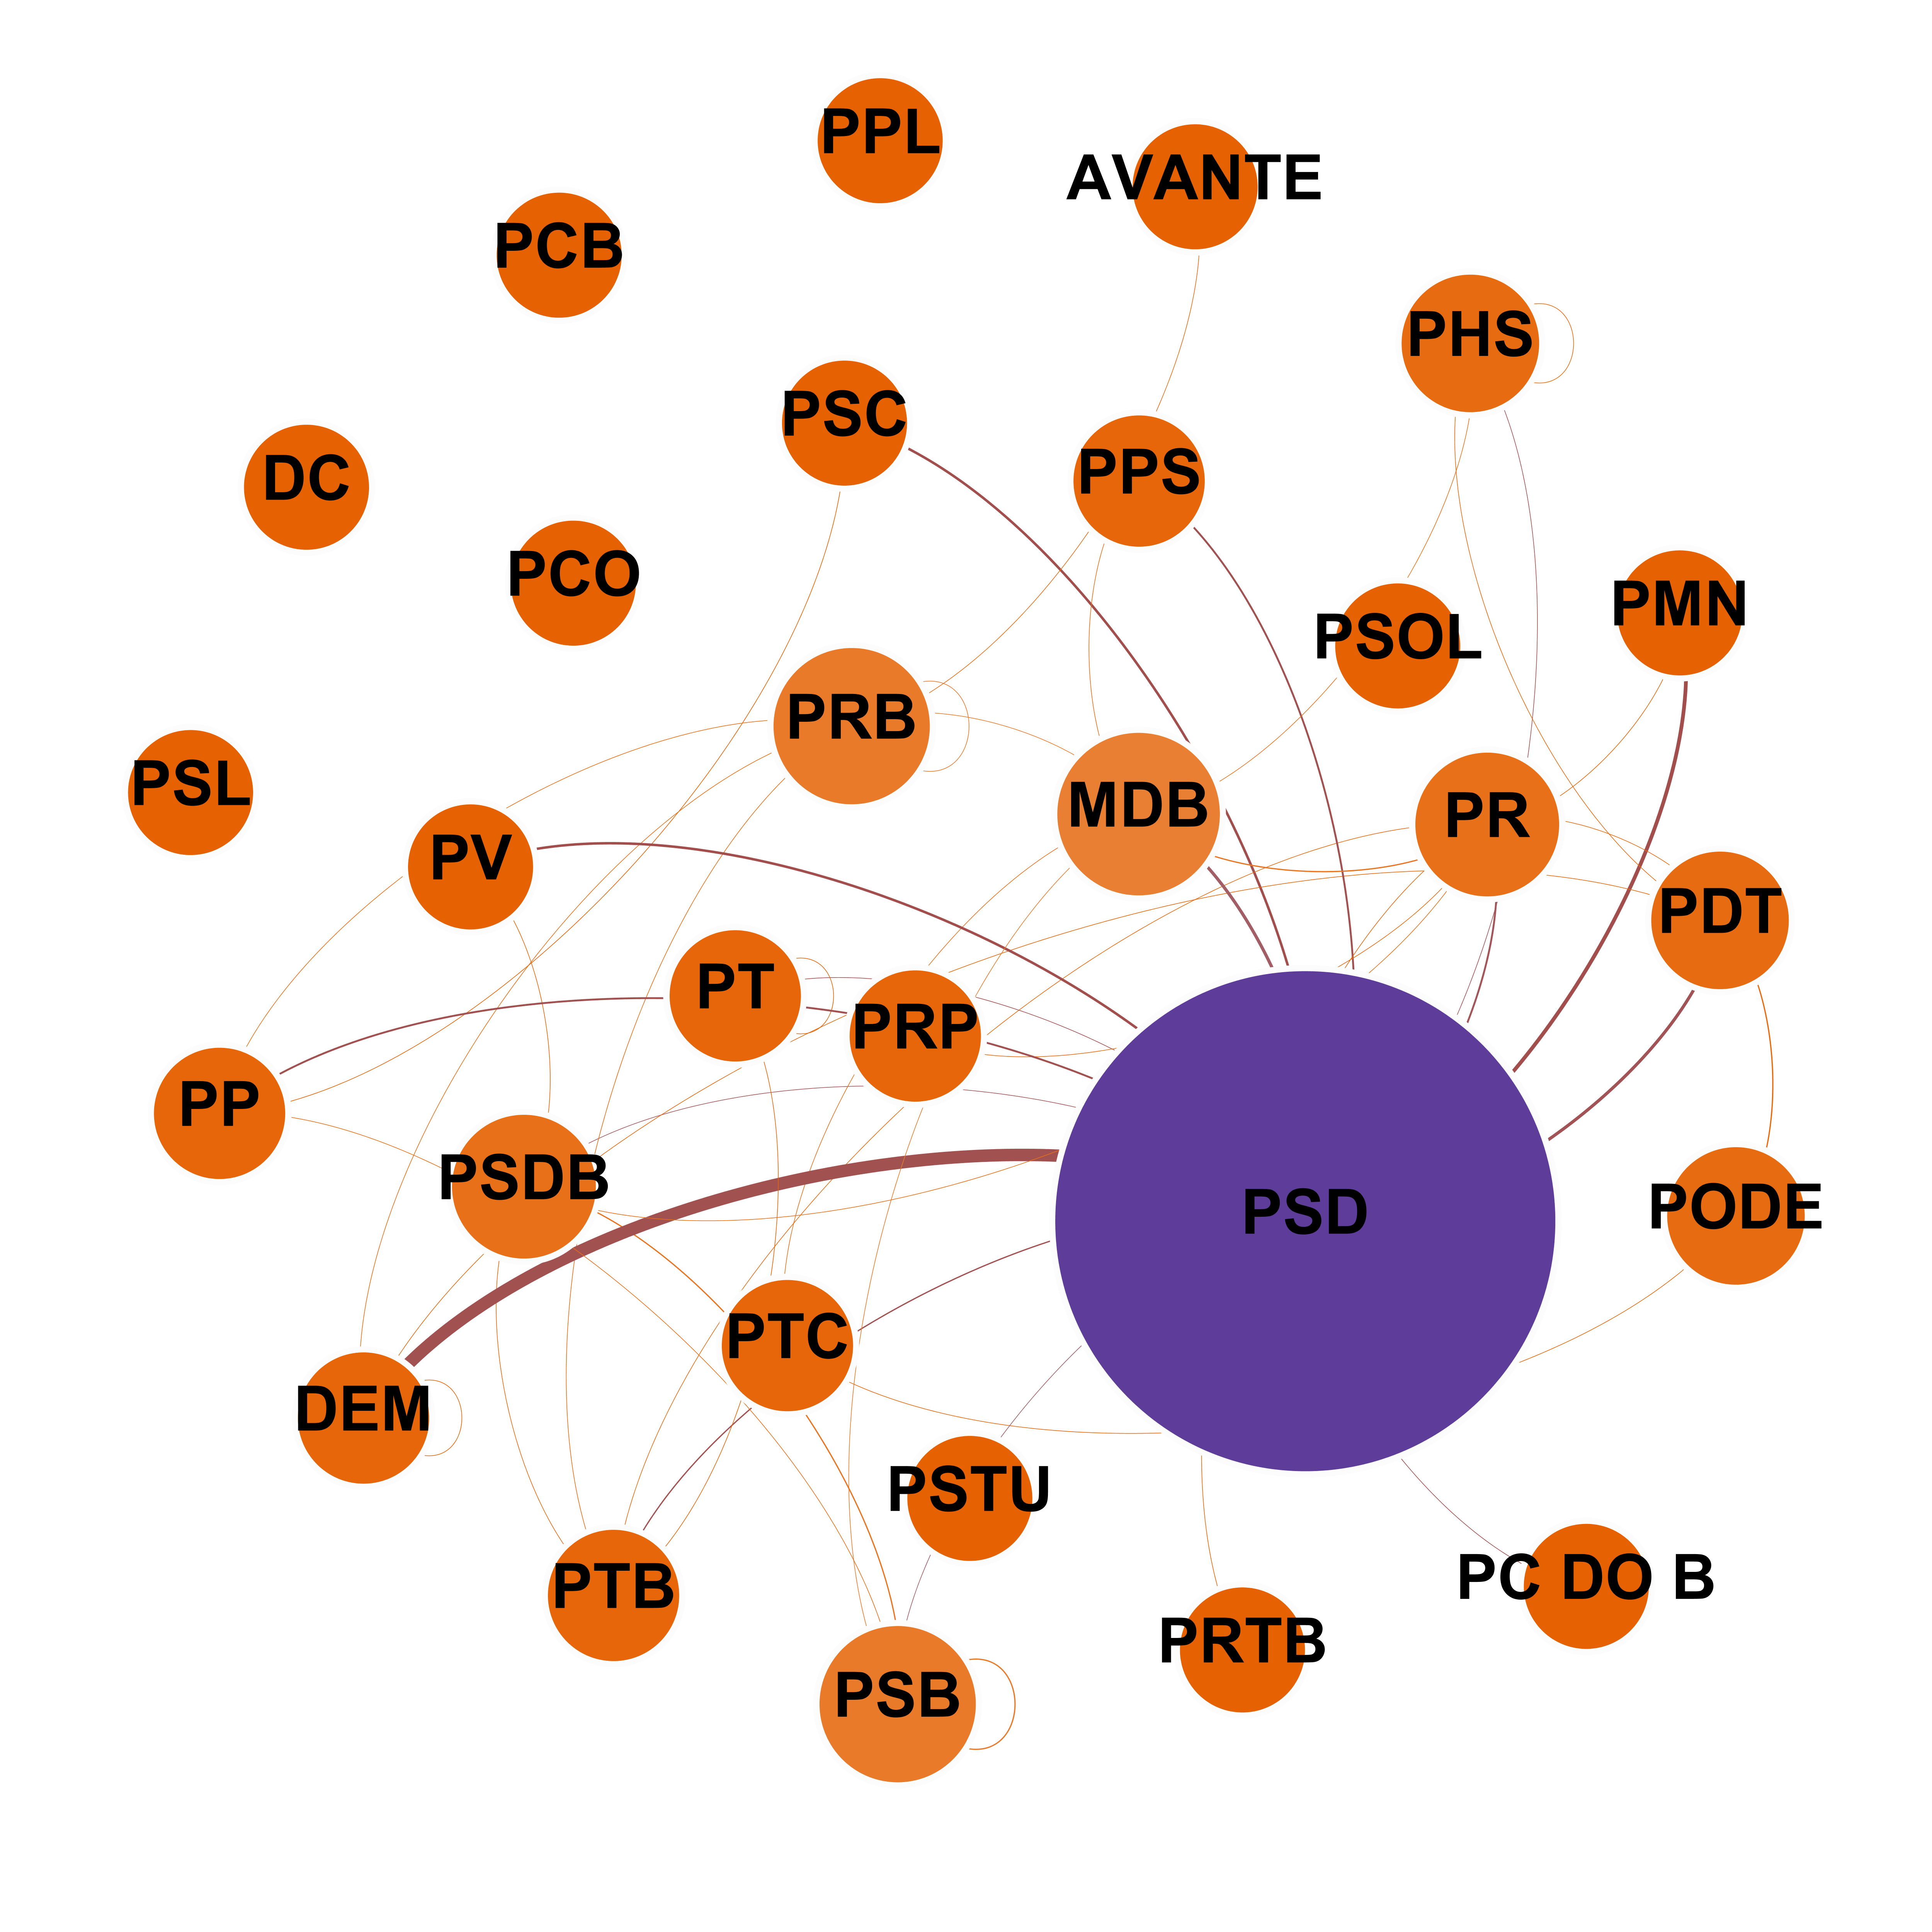 PPL
AVANTE
PCB
PHS
PSC
PPS
DC
PCO
PMN
PSOL
PRB
PSL
MDB
PR
PV
PDT
PT
PRP
PP
PSDB
PSD
PODE
PTC
DEM
PSTU
PC DO B
PTB
PRTB
PSB